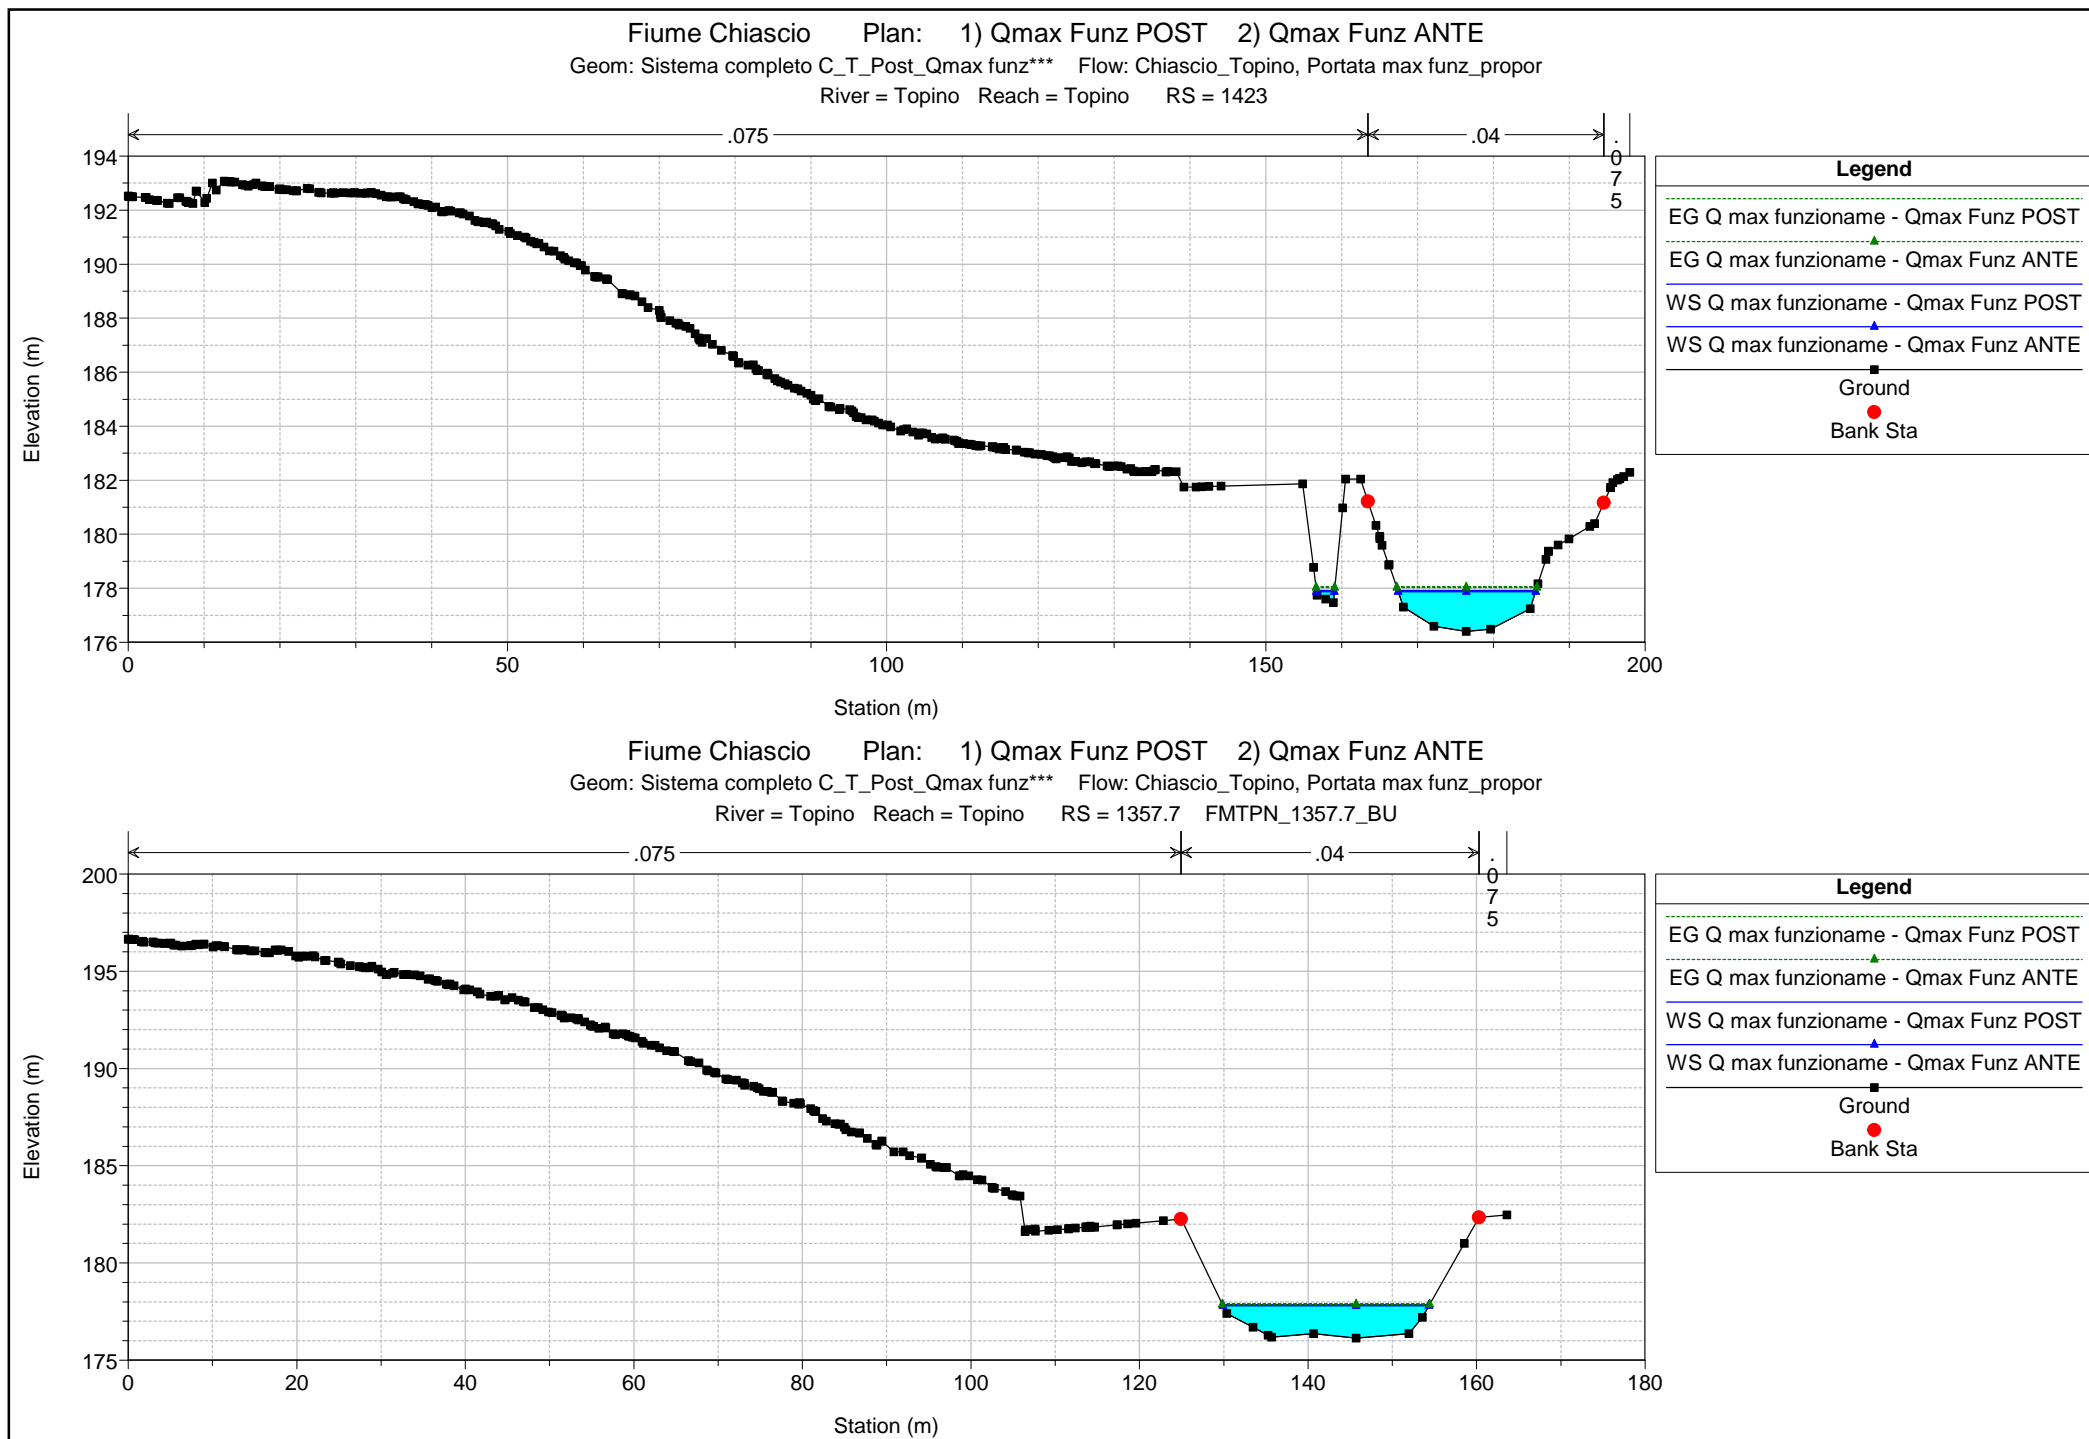 Fiume Chiascio Plan: 1) Qmax Funz POST 2) Qmax Funz ANTE
Geom: Sistema completo C_T_Post_Qmax funz*** Flow: Chiascio_Topino, Portata max funz_propor
River = Topino Reach = Topino RS = 1423
.075 .04 .075
194
192
190
188
186
184
182
180
178
176
Elevation (m)
0 50 100 150 200
Station (m)
Legend
EG Q max funzioname - Qmax Funz POST
EG Q max funzioname - Qmax Funz ANTE
WS Q max funzioname - Qmax Funz POST
WS Q max funzioname - Qmax Funz ANTE
Ground
Bank Sta
Fiume Chiascio Plan: 1) Qmax Funz POST 2) Qmax Funz ANTE
Geom: Sistema completo C_T_Post_Qmax funz*** Flow: Chiascio_Topino, Portata max funz_propor
River = Topino Reach = Topino RS = 1357.7 FMTPN_1357.7_BU
.075 .04 .075
200
195
190
185
180
175
Elevation (m)
0 20 40 60 80 100 120 140 160 180
Station (m)
Legend
EG Q max funzioname - Qmax Funz POST
EG Q max funzioname - Qmax Funz ANTE
WS Q max funzioname - Qmax Funz POST
WS Q max funzioname - Qmax Funz ANTE
Ground
Bank Sta